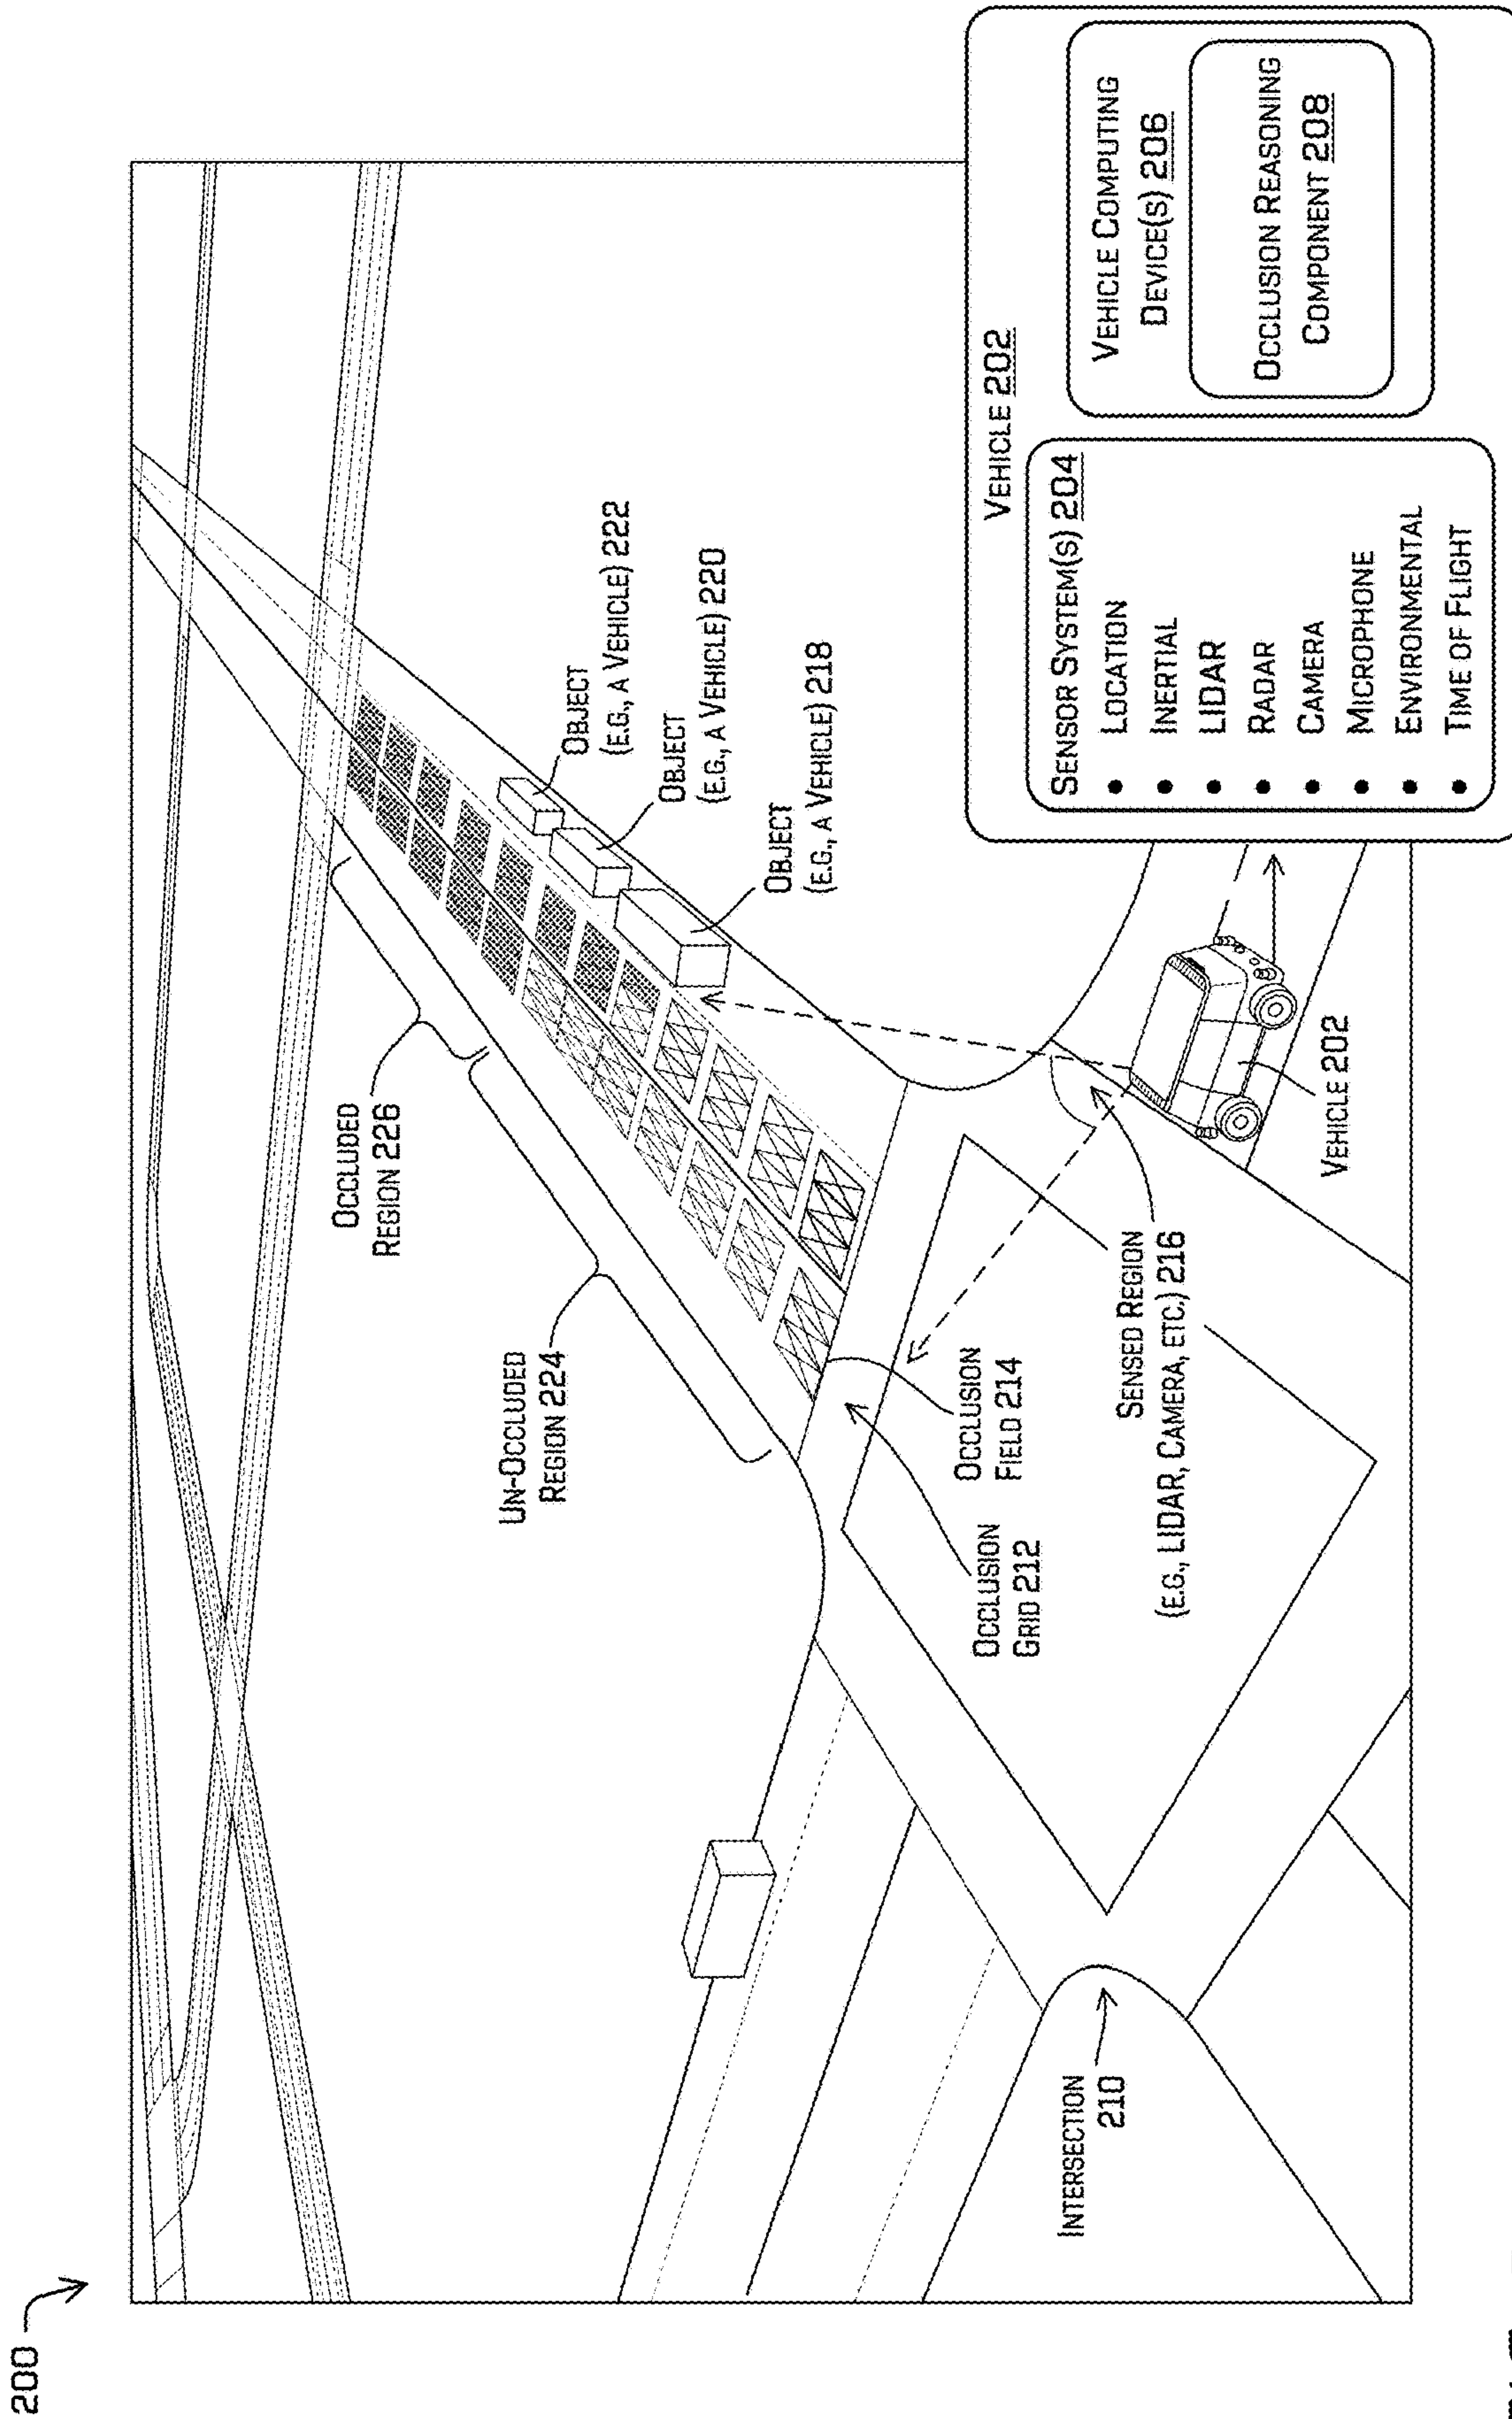 200
OCCLUDED
REGION 226
UN-OCCLUDED
REGION 224
OBJECT
(E.G., A VEHICLE) 222
OBJECT
(E.G., A VEHICLE) 220
OBJECT
(E.G., A VEHICLE) 218
OCCLUSION
FIELD 214
OCCLUSION
GRID 212
SENSED REGION
(E.G., LIDAR, CAMERA, ETC.) 216
INTERSECTION
210
VEHICLE 202
VEHICLE 202
SENSOR SYSTEM(S) 204
• LOCATION
• INERTIAL
• LIDAR
• RADAR
• CAMERA
• MICROPHONE
• ENVIRONMENTAL
• TIME OF FLIGHT
VEHICLE COMPUTING
DEVICE(S) 206
OCCLUSION REASONING
COMPONENT 208